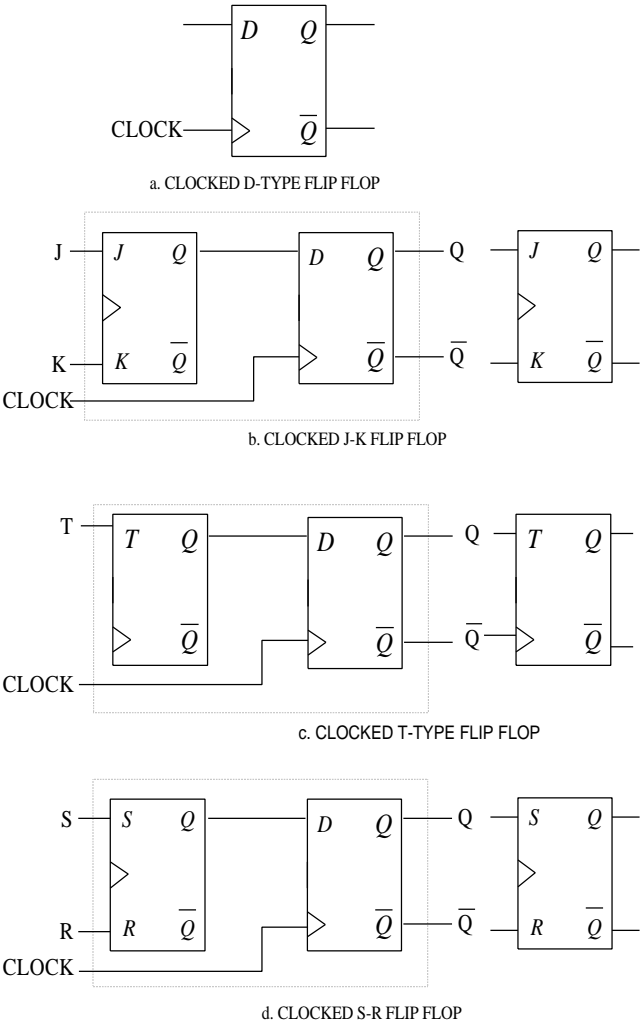 D Q
CLOCK Q̅
a. CLOCKED D-TYPE FLIP FLOP
J J Q D Q Q J Q
K K Q̅ Q̅ Q̅ K Q̅
CLOCK
b. CLOCKED J-K FLIP FLOP
T T Q D Q Q T Q
Q̅ Q̅ Q̅ Q̅
CLOCK
c. CLOCKED T-TYPE FLIP FLOP
S S Q D Q Q S Q
R R Q̅ Q̅ Q̅ R Q̅
CLOCK
d. CLOCKED S-R FLIP FLOP